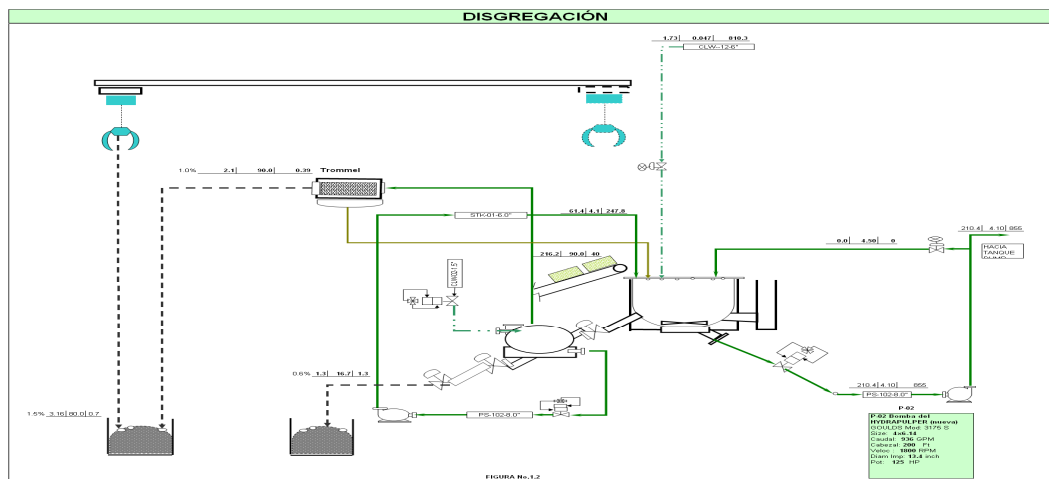 DISGREGACIÓN
1.73| 0.047| 810.3
CLW--12-6"
1.0% 2.1| 90.0| 0.39 Trommel
STK-01-6.0"
61.4| 4.1| 247.8
210.4| 4.10| 855
0.0| 4.50| 0
HACIA
TANQUE
216.2| 90.0| 40
0.6% 1.3| 16.7| 1.3
210.4| 4.10| 855
PS-102-8.0"
1.5% 3.16| 80.0| 0.7
PS-102-8.0"
P-02
P-02 Bomba del
HYDRAPULPER (nueva)
GOULDS Mod: 3175 S
Size: 4x6.14
Caudal: 936 GPM
Cabezal: 200 Ft
Veloc : 1800 RPM
Diam Imp: 13.4 inch
Pot: 125 HP
FIGURA No.1.2